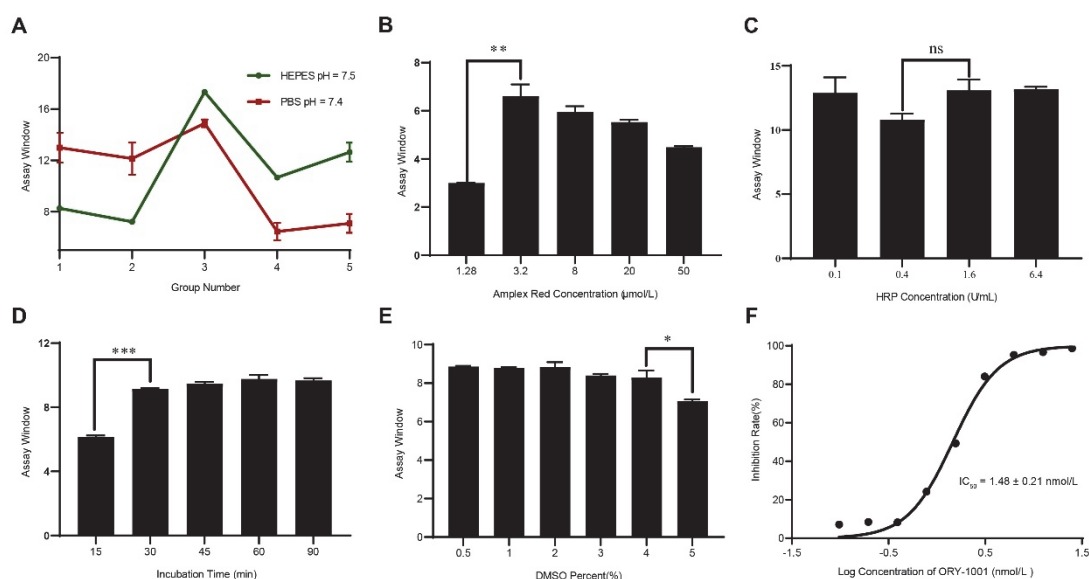 A
20
16
12
8
Assay Window
HEPES pH = 7.5
PBS pH = 7.4
1 2 3 4 5
Group Number
B
8
6
4
2
0
Assay Window
**
1.28 3.2 8 20 50
Amplex Red Concentration (µmol/L)
C
15
10
5
0
Assay Window
ns
0.1 0.4 1.6 6.4
HRP Concentration (U/mL)
D
12
9
6
3
0
Assay Window
***
15 30 45 60 90
Incubation Time (min)
E
10
8
6
4
2
0
Assay Window
*
0.5 1 2 3 4 5
DMSO Percent(%)
F
100
80
60
40
20
0
Inhibition Rate(%)
IC50 = 1.48 ± 0.21 nmol/L
-1.5 -0.5 0.5 1.5
Log Concentration of ORY-1001 (nmol/L )